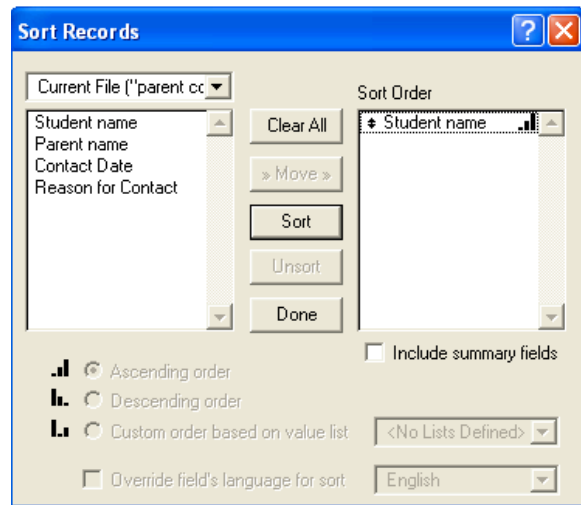 Sort Records
Current File ("parent cc
Sort Order
Student name
Parent name
Contact Date
Reason for Contact
Clear All
» Move »
Sort
Unsort
Done
Student name
Include summary fields
Ascending order
Descending order
Custom order based on value list
<No Lists Defined>
Override field's language for sort
English